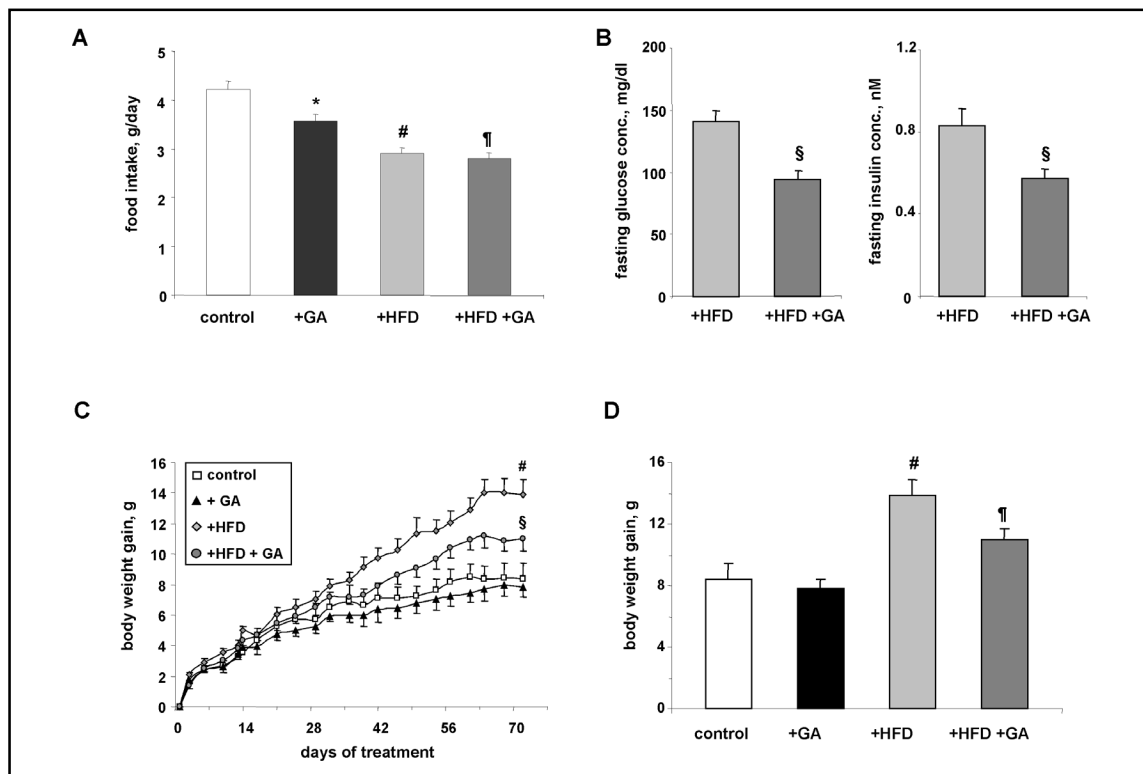 A
food intake, g/day
5
4
3
2
1
0
*
#
¶
control
+GA
+HFD
+HFD +GA
B
fasting glucose conc., mg/dl
200
150
100
50
0
§
+HFD
+HFD +GA
fasting insulin conc., nM
1.2
0.8
0.4
0
§
+HFD
+HFD +GA
C
body weight gain, g
16
14
12
10
8
6
4
2
0
control
+ GA
+HFD
+HFD + GA
#
§
0 14 28 42 56 70
days of treatment
D
body weight gain, g
16
12
8
4
0
#
¶
control
+GA
+HFD
+HFD +GA